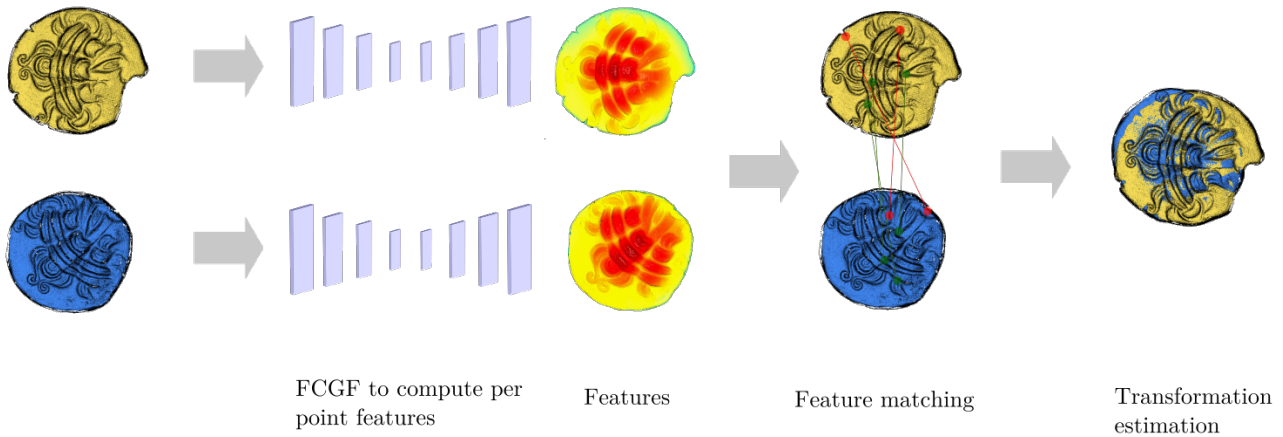 FCGF to compute per
point features
Features
Feature matching
Transformation
estimation